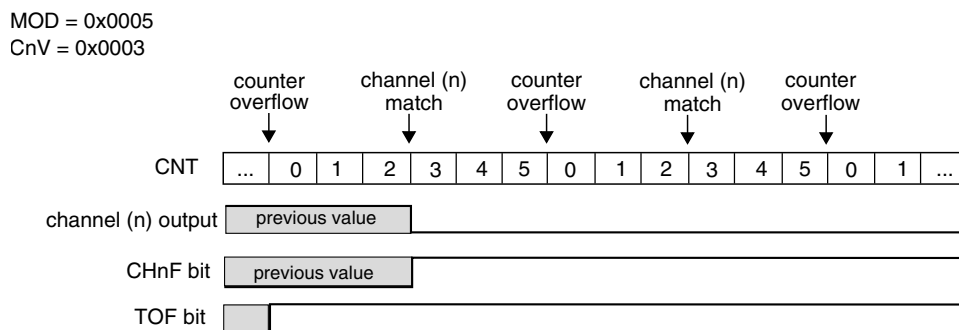 MOD = 0x0005
CnV = 0x0003
counter overflow
channel (n) match
counter overflow
channel (n) match
counter overflow
CNT ... 0 1 2 3 4 5 0 1 2 3 4 5 0 1 ...
channel (n) output previous value
CHnF bit previous value
TOF bit